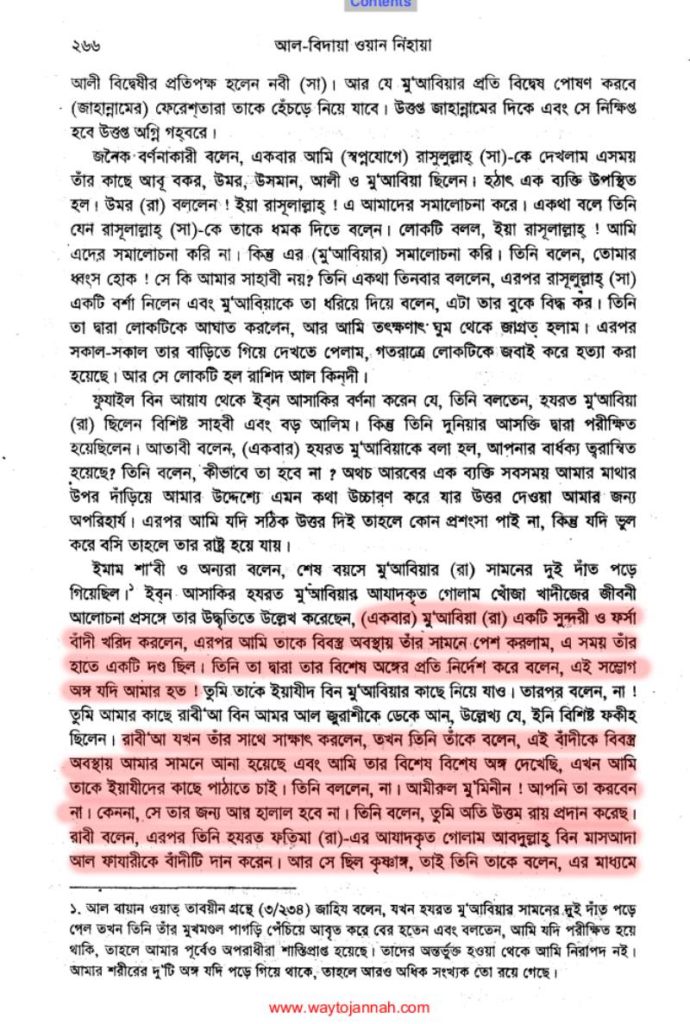 Contents
২৬৬
আল-বিদায়া ওয়ান নিহায়া
আলী বিদ্বেষীর প্রতিপক্ষ হলেন নবী (সা)। আর যে মু‘আবিয়ার প্রতি বিদ্বেষ পোষণ করবে
(জাহান্নামের) ফেরেশতারা তাকে হেঁচড়ে নিয়ে যাবে। উত্তপ্ত জাহান্নামের দিকে এবং সে নিক্ষিপ্ত
হবে উত্তপ্ত অগ্নি গহ্বরে।
জনৈক বর্ণনাকারী বলেন, একবার আমি (স্বপ্নযোগে) রাসূলুল্লাহ্ (সা)-কে দেখলাম এসময়
তাঁর কাছে আবূ বকর, উমর, উসমান, আলী ও মু‘আবিয়া ছিলেন। হঠাৎ এক ব্যক্তি উপস্থিত
হল। উমর (রা) বললেন ! ইয়া রাসূলাল্লাহ্ ! এ আমাদের সমালোচনা করে। একথা বলে তিনি
যেন রাসূলাল্লাহ্ (সা)-কে তাকে ধমক দিতে বলেন। লোকটি বলল, ইয়া রাসূলাল্লাহ্ ! আমি
এদের সমালোচনা করি না। কিন্তু এর (মু‘আবিয়ার) সমালোচনা করি। তিনি বলেন, তোমার
ধ্বংস হোক ! সে কি আমার সাহাবী নয়? তিনি একথা তিনবার বললেন, এরপর রাসূলুল্লাহ্ (সা)
একটি বর্শা নিলেন এবং মু‘আবিয়াকে তা ধরিয়ে দিয়ে বলেন, এটা তার বুকে বিদ্ধ কর। তিনি
তা দ্বারা লোকটিকে আঘাত করলেন, আর আমি তৎক্ষণাৎ ঘুম থেকে জাগ্রত হলাম। এরপর
সকাল-সকাল তার বাড়িতে গিয়ে দেখতে পেলাম, গতরাত্রে লোকটিকে জবাই করে হত্যা করা
হয়েছে। আর সে লোকটি হল রাশিদ আল কিন্দী।
ফুযাইল বিন আয়ায থেকে ইব্ন আসাকির বর্ণনা করেন যে, তিনি বলতেন, হযরত মু‘আবিয়া
(রা) ছিলেন বিশিষ্ট সাহাবী এবং বড় আলিম। কিন্তু তিনি দুনিয়ার আসক্তি দ্বারা পরীক্ষিত
হয়েছিলেন। আতাবী বলেন, (একবার) হযরত মু‘আবিয়াকে বলা হল, আপনার বার্ধক্য ত্বরান্বিত
হয়েছে? তিনি বলেন, কীভাবে তা হবে না ? অথচ আরবের এক ব্যক্তি সবসময় আমার মাথার
উপর দাঁড়িয়ে আমার উদ্দেশ্যে এমন কথা উচ্চারণ করে যার উত্তর দেওয়া আমার জন্য
অপরিহার্য। এরপর আমি যদি সঠিক উত্তর দিই তাহলে কোন প্রশংসা পাই না, কিন্তু যদি ভুল
করে বসি তাহলে তার রাষ্ট্র হয়ে যায়।
ইমাম শা‘বী ও অন্যরা বলেন, শেষ বয়সে মু‘আবিয়ার (রা) সামনের দুই দাঁত পড়ে
গিয়েছিল।১ ইব্ন আসাকির হযরত মু‘আবিয়ার আযাদকৃত গোলাম খোঁজা খাদীজের জীবনী
আলোচনা প্রসঙ্গে তার উদ্ধৃতিতে উল্লেখ করেছেন, (একবার) মু‘আবিয়া (রা) একটি সুন্দরী ও ফর্সা
বাঁদী খরিদ করলেন, এরপর আমি তাকে বিবস্ত্র অবস্থায় তাঁর সামনে পেশ করলাম, এ সময় তাঁর
হাতে একটি দণ্ড ছিল। তিনি তা দ্বারা তার বিশেষ অঙ্গের প্রতি নির্দেশ করে বলেন, এই সম্ভোগ
অঙ্গ যদি আমার হত ! তুমি তাকে ইয়াযীদ বিন মু‘আবিয়ার কাছে নিয়ে যাও। তারপর বলেন, না !
তুমি আমার কাছে রাবী‘আ বিন আমর আল জুরাশীকে ডেকে আন, উল্লেখ্য যে, ইনি বিশিষ্ট ফকীহ
ছিলেন। রাবী‘আ যখন তাঁর সাথে সাক্ষাৎ করলেন, তখন তিনি তাঁকে বলেন, এই বাঁদীকে বিবস্ত্র
অবস্থায় আমার সামনে আনা হয়েছে এবং আমি তার বিশেষ বিশেষ অঙ্গ দেখেছি, এখন আমি
তাকে ইয়াযীদের কাছে পাঠাতে চাই। তিনি বললেন, না। আমীরুল মু’মিনীন ! আপনি তা করবেন
না। কেননা, সে তার জন্য আর হালাল হবে না। তিনি বলেন, তুমি অতি উত্তম রায় প্রদান করেছ।
রাবী বলেন, এরপর তিনি হযরত ফতিমা (রা)-এর আযাদকৃত গোলাম আবদুল্লাহ্ বিন মাসআদা
আল ফাযারীকে বাঁদীটি দান করেন। আর সে ছিল কৃষ্ণাঙ্গ, তাই তিনি তাকে বলেন, এর মাধ্যমে
১. আল বায়ান ওয়াত্ তাবয়ীন গ্রন্থে (৩/২৩৪) জাহিয বলেন, যখন হযরত মু‘আবিয়ার সামনের দুই দাঁত পড়ে
গেল তখন তিনি তাঁর মুখমণ্ডল পাগড়ি পেঁচিয়ে আবৃত করে বের হতেন এবং বলতেন, আমি যদি পরীক্ষিত হয়ে
থাকি, তাহলে আমার পূর্বেও অপরাধীরা শাস্তিপ্রাপ্ত হয়েছে। তাদের অন্তর্ভুক্ত হওয়া থেকে আমি নিরাপদ নই।
আমার শরীরের দু’টি অঙ্গ যদি পড়ে গিয়ে থাকে, তাহলে আরও অধিক সংখ্যক তো রয়ে গেছে।
www.waytojannah.com